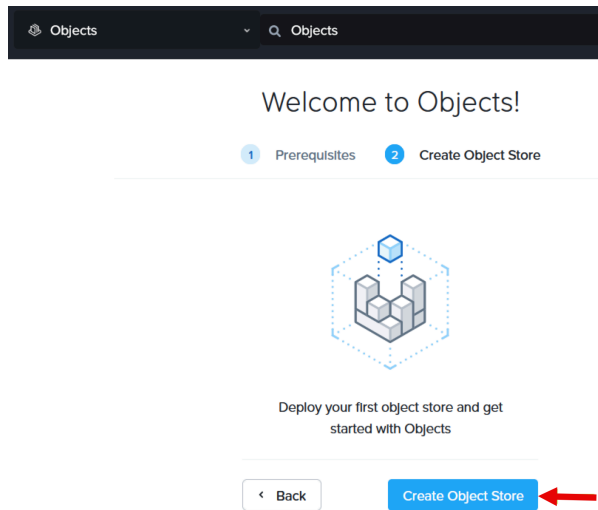 Objects
Objects
Welcome to Objects!
1 Prerequisites 2 Create Object Store
Deploy your first object store and get
started with Objects
Back
Create Object Store